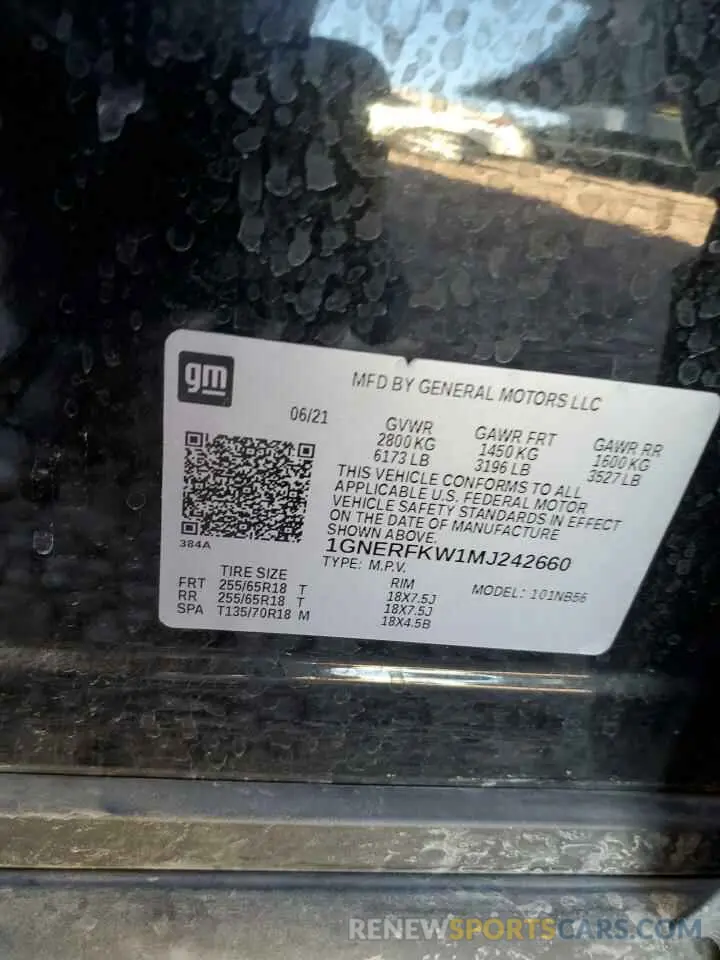 gm
MFD BY GENERAL MOTORS LLC
06/21
GVWR GAWR FRT GAWR RR
2800 KG 1450 KG 1600 KG
6173 LB 3196 LB 3527 LB
THIS VEHICLE CONFORMS TO ALL
APPLICABLE U.S. FEDERAL MOTOR
VEHICLE SAFETY STANDARDS IN EFFECT
ON THE DATE OF MANUFACTURE
SHOWN ABOVE.
384A
1GNERFKW1MJ242660
TYPE: M.P.V.
TIRE SIZE RIM MODEL: 101NB56
FRT 255/65R18 T 18X7.5J
RR 255/65R18 T 18X7.5J
SPA T135/70R18 M 18X4.5B
RENEWSPORTSCARS.COM